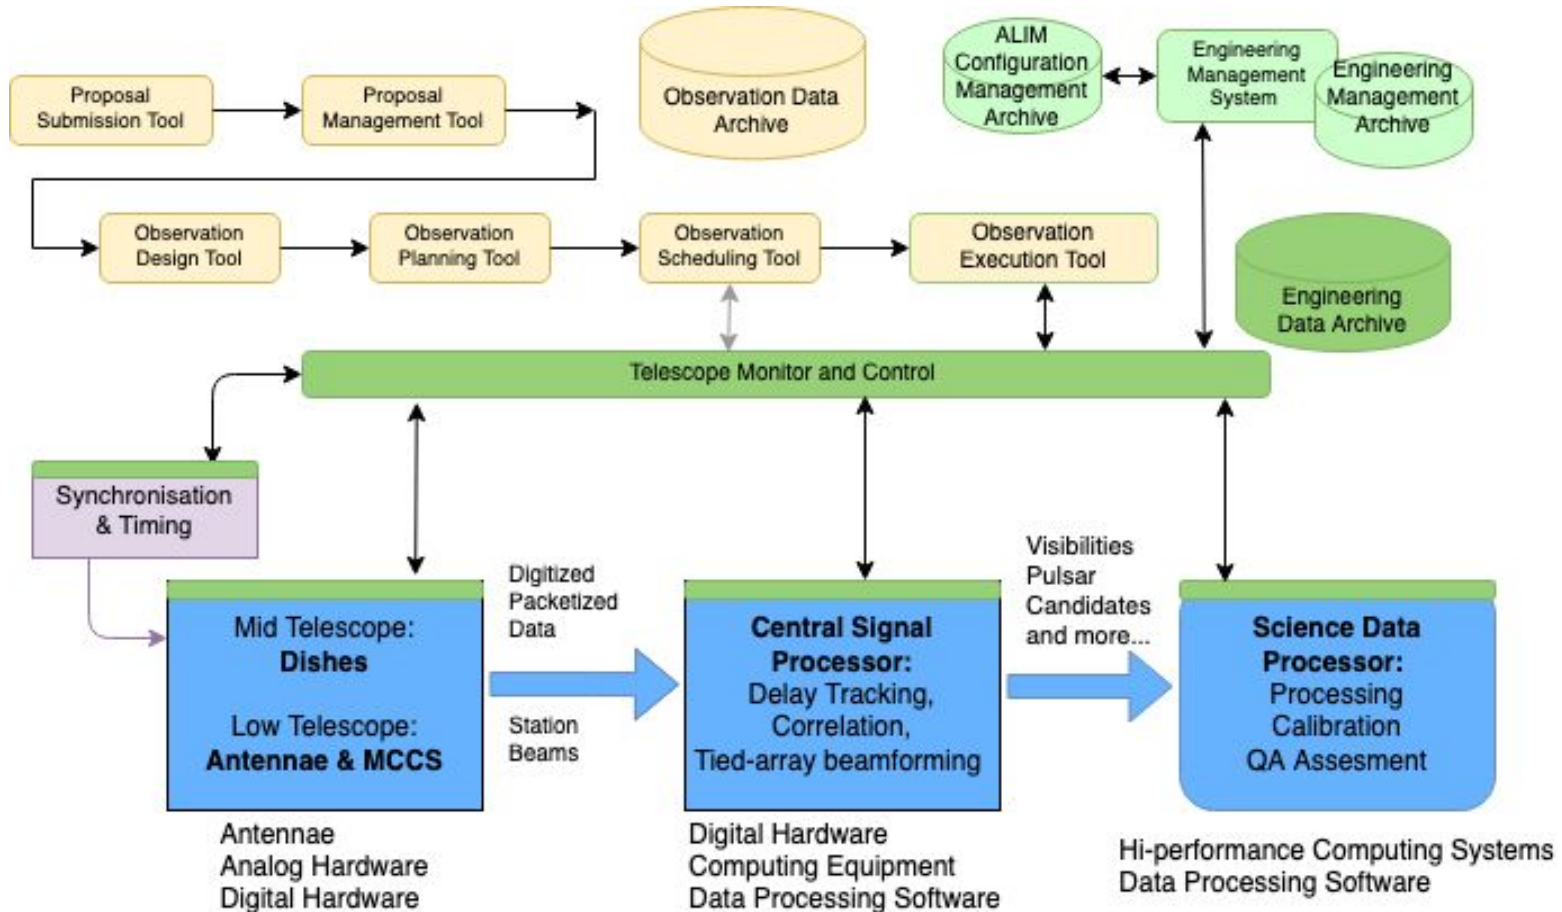 Proposal
Submission Tool
Proposal
Management Tool
Observation Data
Archive
ALIM
Configuration
Management
Archive
Engineering
Management
System
Engineering
Management
Archive
Observation
Design Tool
Observation
Planning Tool
Observation
Scheduling Tool
Observation
Execution Tool
Engineering
Data Archive
Telescope Monitor and Control
Synchronisation
& Timing
Mid Telescope:
Dishes
Low Telescope:
Antennae & MCCS
Digitized
Packetized
Data
Station
Beams
Central Signal
Processor:
Delay Tracking,
Correlation,
Tied-array beamforming
Visibilities
Pulsar
Candidates
and more...
Science Data
Processor:
Processing
Calibration
QA Assesment
Antennae
Analog Hardware
Digital Hardware
Digital Hardware
Computing Equipment
Data Processing Software
Hi-performance Computing Systems
Data Processing Software